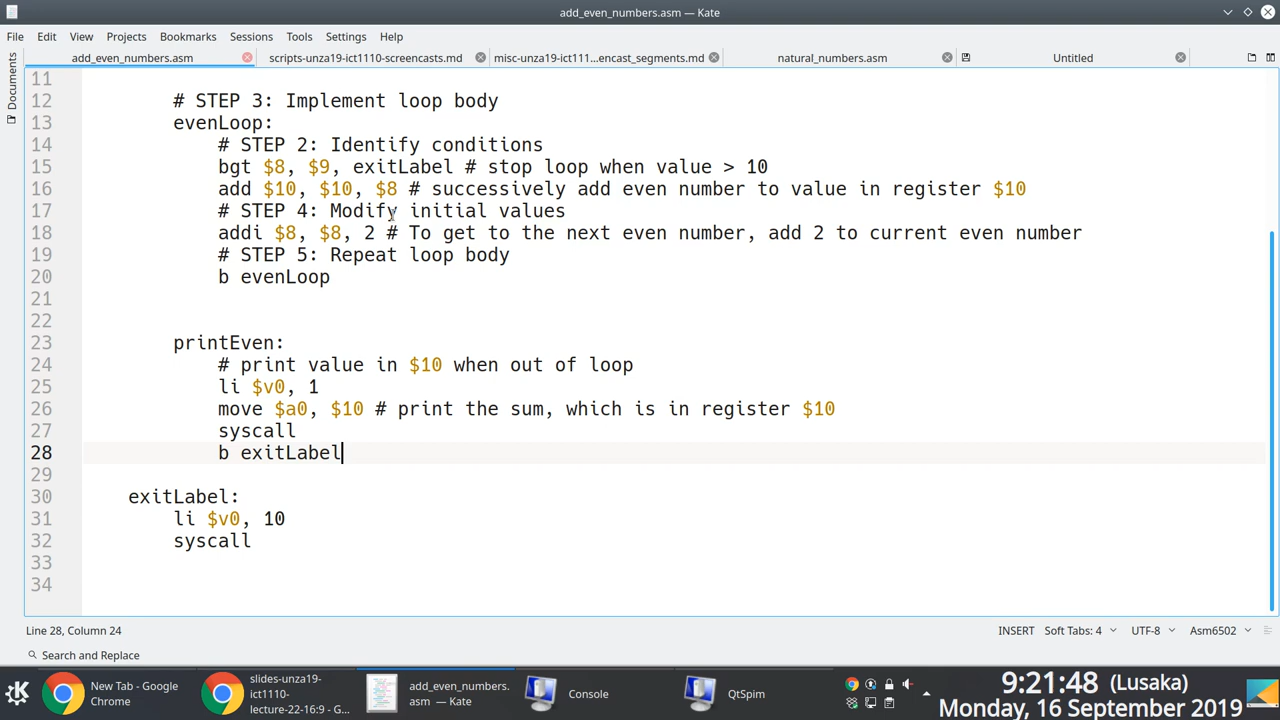 add_even_numbers.asm — Kate
File Edit View Projects Bookmarks Sessions Tools Settings Help
Documents
add_even_numbers.asm scripts-unza19-ict1110-screencasts.md misc-unza19-ict111...encast_segments.md natural_numbers.asm Untitled
11
12 # STEP 3: Implement loop body
13 evenLoop:
14 # STEP 2: Identify conditions
15 bgt $8, $9, exitLabel # stop loop when value > 10
16 add $10, $10, $8 # successively add even number to value in register $10
17 # STEP 4: Modify initial values
18 addi $8, $8, 2 # To get to the next even number, add 2 to current even number
19 # STEP 5: Repeat loop body
20 b evenLoop
21
22
23 printEven:
24 # print value in $10 when out of loop
25 li $v0, 1
26 move $a0, $10 # print the sum, which is in register $10
27 syscall
28 b exitLabel
29
30 exitLabel:
31 li $v0, 10
32 syscall
33
34
Line 28, Column 24 INSERT Soft Tabs: 4 UTF-8 Asm6502
Search and Replace
New Tab - Google Chrome
slides-unza19-ict1110-lecture-22-16:9 - G...
add_even_numbers.asm — Kate
Console
QtSpim
9:21:48 (Lusaka)
Monday, 16 September 2019